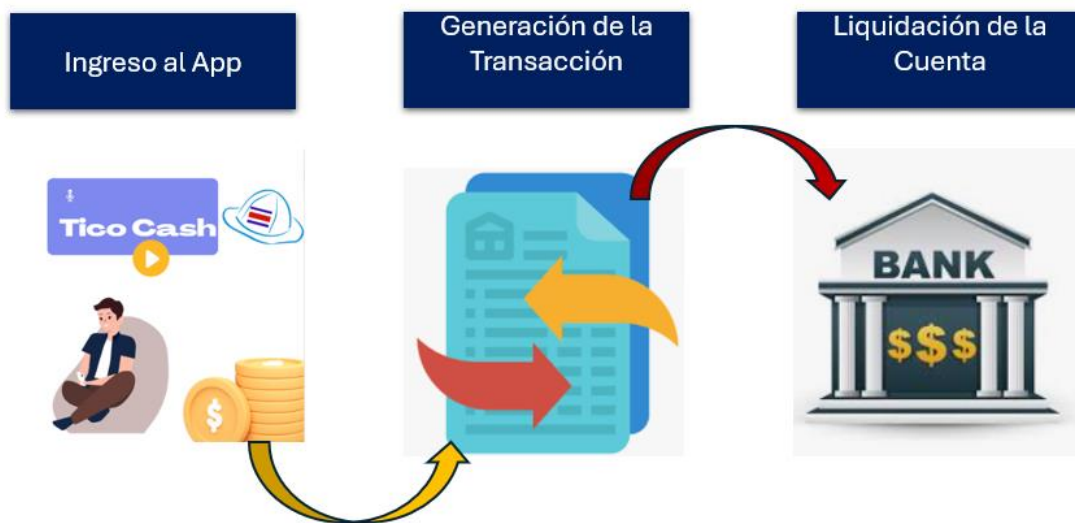 Ingreso al App
Generación de la
Transacción
Liquidación de la
Cuenta
Tico Cash
$
BANK
$$$